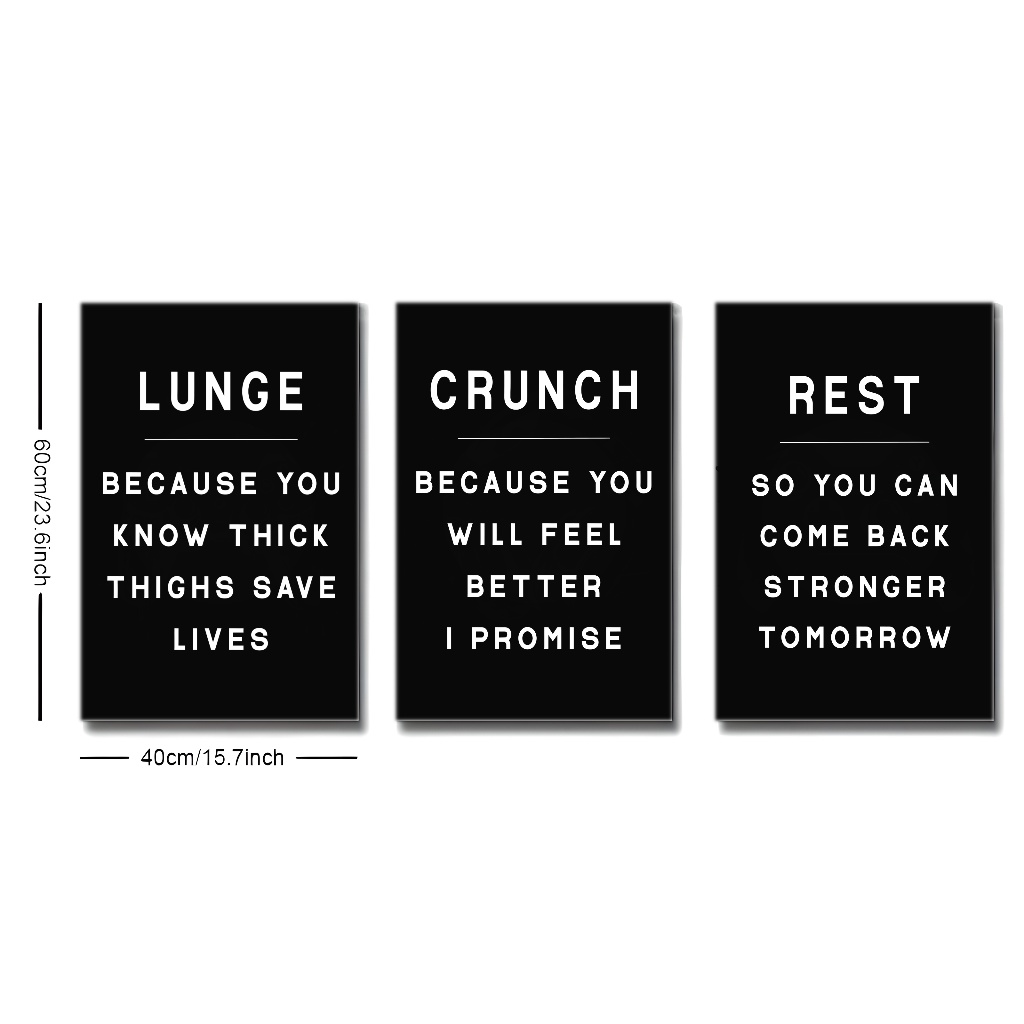 60cm/23.6inch
LUNGE
BECAUSE YOU
KNOW THICK
THIGHS SAVE
LIVES
CRUNCH
BECAUSE YOU
WILL FEEL
BETTER
I PROMISE
REST
SO YOU CAN
COME BACK
STRONGER
TOMORROW
40cm/15.7inch